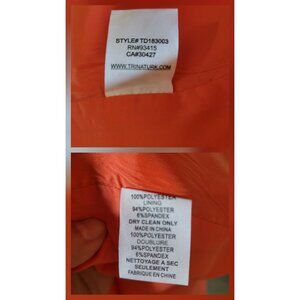 STYLE# TD183003
RN#93415
CA#30427
WWW.TRINATURK.COM
100%POLYESTER
LINING
94%POLYESTER
6%SPANDEX
DRY CLEAN ONLY
MADE IN CHINA
100%POLYESTER
DOUBLURE
94%POLYESTER
6%SPANDEX
NETTOYAGE A SEC
SEULEMENT
FABRIQUE EN CHINE